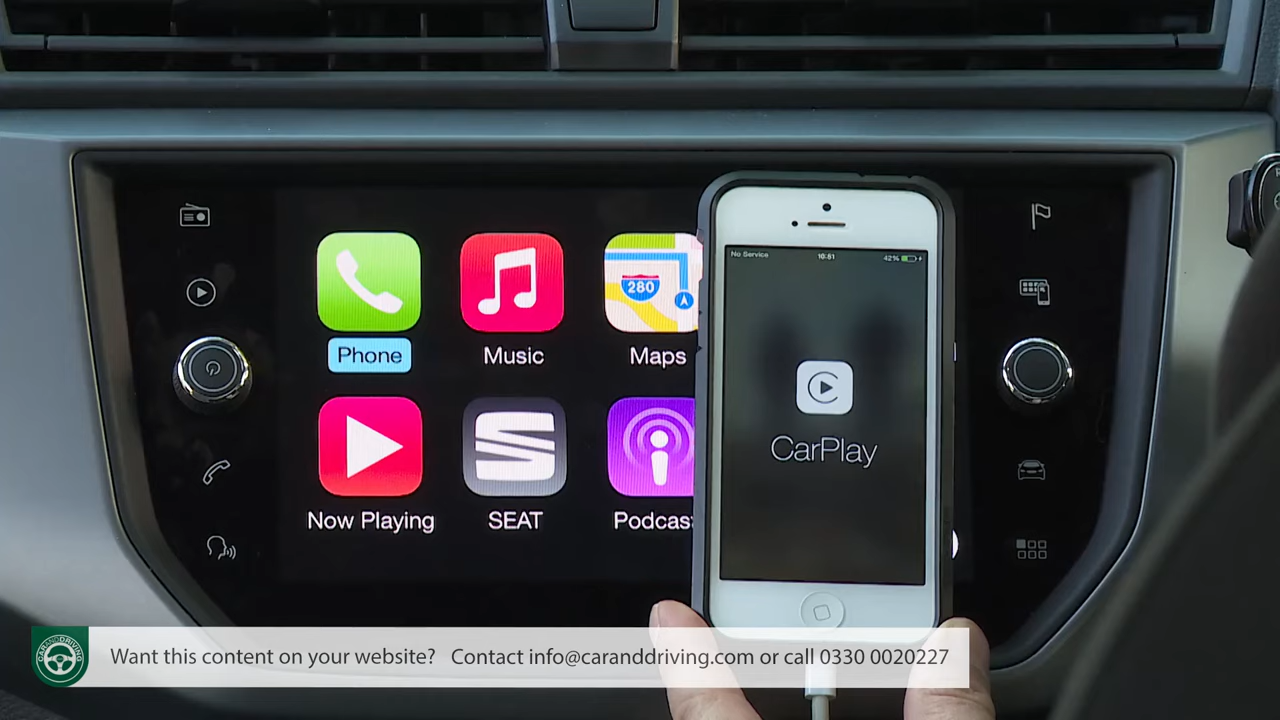 No Service 10:51 42%
280
Phone
Music
Maps
CarPlay
Now Playing
SEAT
Podcas
CARANDDRIVING
Want this content on your website? Contact info@caranddriving.com or call 0330 0020227